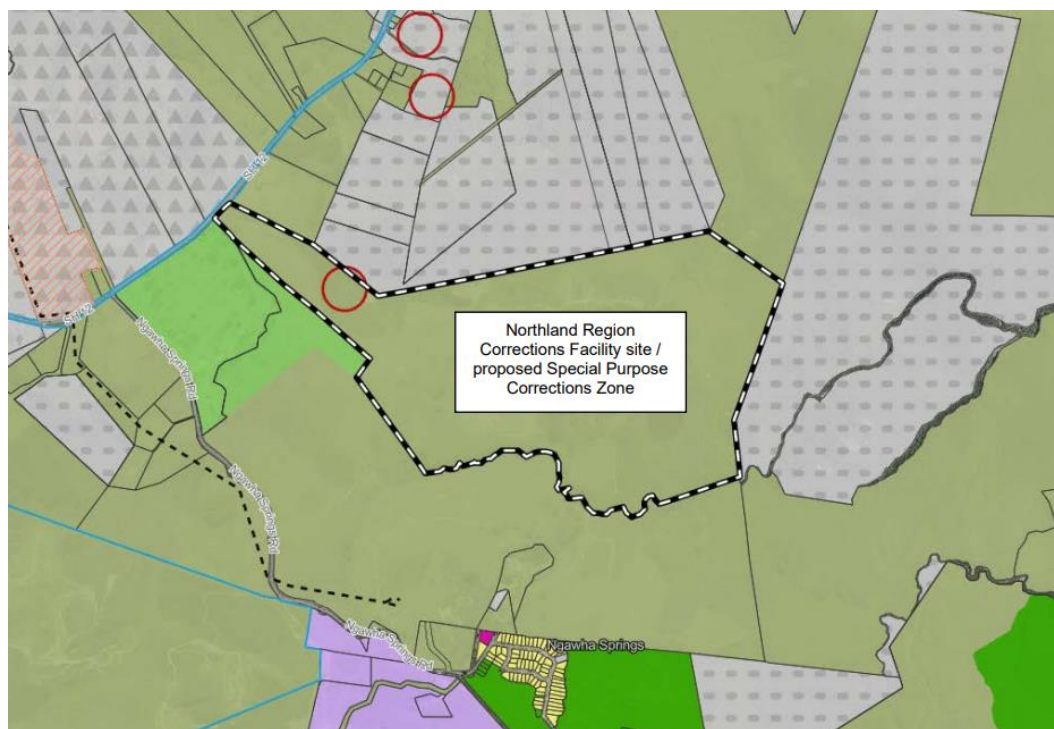 SH 12
SH 12
Ngawha Springs Rd
Northland Region
Corrections Facility site /
proposed Special Purpose
Corrections Zone
Ngawha Springs Rd
Ngawha Springs Rd
Ngawha Springs